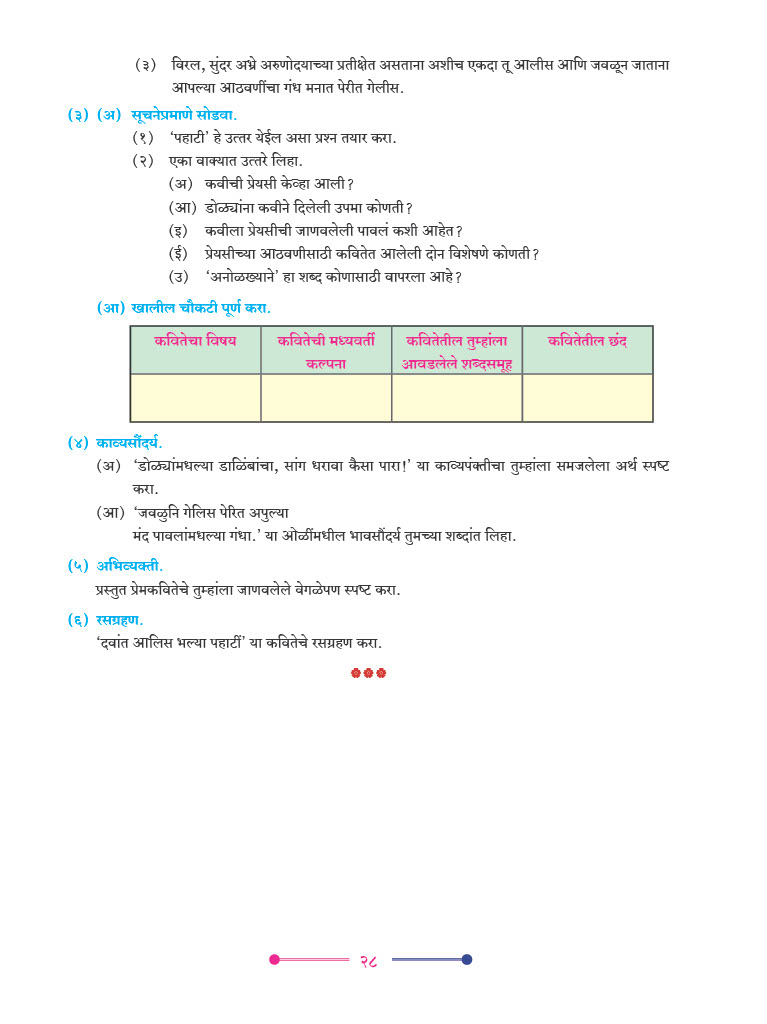 (३) विरल, सुंदर अभ्रे अरुणोदयाच्या प्रतीक्षेत असताना अशीच एकदा तू आलीस आणि जवळून जाताना
आपल्या आठवणींचा गंध मनात पेरीत गेलीस.
(३) (अ) सूचनेप्रमाणे सोडवा.
(१) ‘पहाटी’ हे उत्तर येईल असा प्रश्न तयार करा.
(२) एका वाक्यात उत्तरे लिहा.
(अ) कवीची प्रेयसी केव्हा आली?
(आ) डोळ्यांना कवीने दिलेली उपमा कोणती?
(इ) कवीला प्रेयसीची जाणवलेली पावलं कशी आहेत?
(ई) प्रेयसीच्या आठवणीसाठी कवितेत आलेली दोन विशेषणे कोणती?
(उ) ‘अनोळख्याने’ हा शब्द कोणासाठी वापरला आहे?
(आ) खालील चौकटी पूर्ण करा.
कवितेचा विषय कवितेची मध्यवर्ती कवितेतील तुम्हांला कवितेतील छंद
कल्पना आवडलेले शब्दसमूह
(४) काव्यसौंदर्य.
(अ) ‘डोळ्यांमधल्या डाळिंबांचा, सांग धरावा कैसा पारा!’ या काव्यपंक्तीचा तुम्हांला समजलेला अर्थ स्पष्ट
करा.
(आ) ‘जवळुनि गेलिस पेरित अपुल्या
मंद पावलांमधल्या गंधा.’ या ओळींमधील भावसौंदर्य तुमच्या शब्दांत लिहा.
(५) अभिव्यक्ती.
प्रस्तुत प्रेमकवितेचे तुम्हांला जाणवलेले वेगळेपण स्पष्ट करा.
(६) रसग्रहण.
‘दवांत आलिस भल्या पहाटीं’ या कवितेचे रसग्रहण करा.
२८